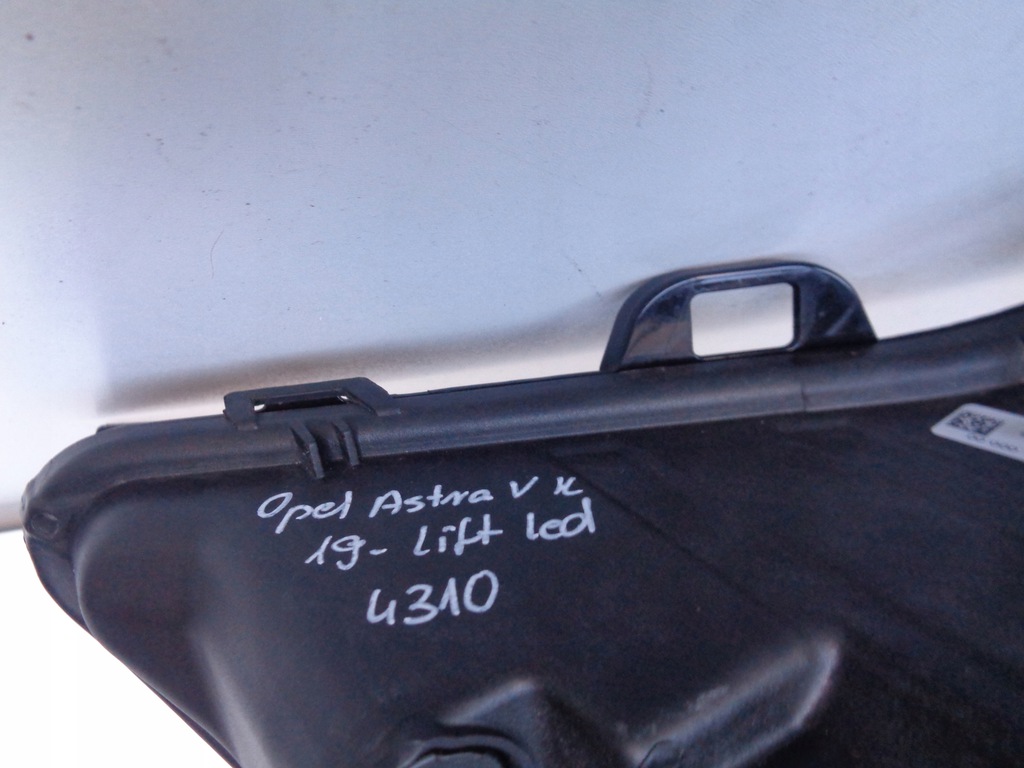 Opel Astra V K
19- Lift Led
4310